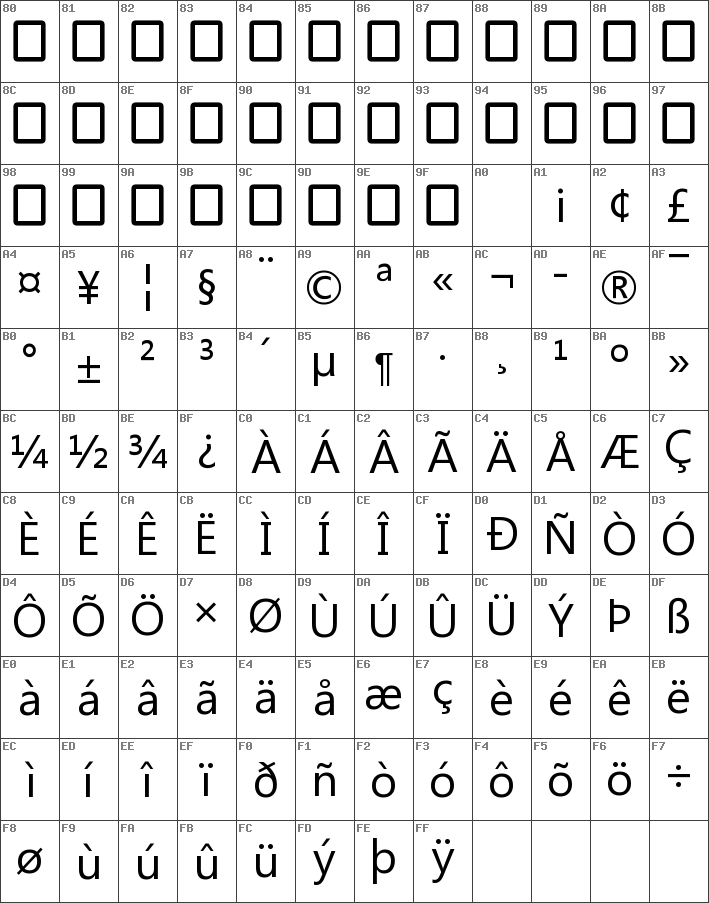 80 81 82 83 84 85 86 87 88 89 8A 8B
8C 8D 8E 8F 90 91 92 93 94 95 96 97
98 99 9A 9B 9C 9D 9E 9F A0 A1 A2 A3
¡ ¢ £
A4 A5 A6 A7 A8 A9 AA AB AC AD AE AF
¤ ¥ ¦ § ¨ © ª « ¬ - ® ¯
B0 B1 B2 B3 B4 B5 B6 B7 B8 B9 BA BB
° ± ² ³ ´ µ ¶ · ¸ ¹ º »
BC BD BE BF C0 C1 C2 C3 C4 C5 C6 C7
¼ ½ ¾ ¿ À Á Â Ã Ä Å Æ Ç
C8 C9 CA CB CC CD CE CF D0 D1 D2 D3
È É Ê Ë Ì Í Î Ï Ð Ñ Ò Ó
D4 D5 D6 D7 D8 D9 DA DB DC DD DE DF
Ô Õ Ö × Ø Ù Ú Û Ü Ý Þ ß
E0 E1 E2 E3 E4 E5 E6 E7 E8 E9 EA EB
à á â ã ä å æ ç è é ê ë
EC ED EE EF F0 F1 F2 F3 F4 F5 F6 F7
ì í î ï ð ñ ò ó ô õ ö ÷
F8 F9 FA FB FC FD FE FF
ø ù ú û ü ý þ ÿ